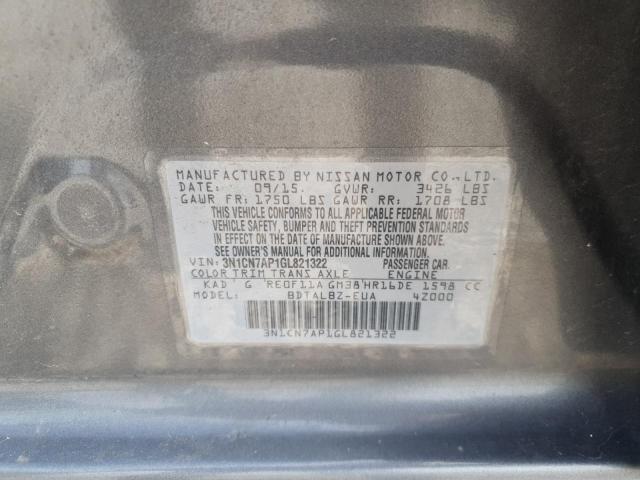 MANUFACTURED BY NISSAN MOTOR CO.,LTD.
DATE: 09/15. GVWR: 3426 LBS
GAWR FR: 1750 LBS GAWR RR: 1708 LBS
THIS VEHICLE CONFORMS TO ALL APPLICABLE FEDERAL MOTOR
VEHICLE SAFETY, BUMPER AND THEFT PREVENTION STANDARDS
IN EFFECT ON THE DATE OF MANUFACTURE SHOWN ABOVE.
SEE OWNER'S MANUAL FOR ADDITIONAL INFORMATION.
VIN: 3N1CN7AP1GL821322 PASSENGER CAR.
COLOR TRIM TRANS AXLE ENGINE
KAD G RE0F11A GM38 HR16DE 1598 CC
MODEL: BDTALBZ-EUA 4Z000
3N1CN7AP1GL821322